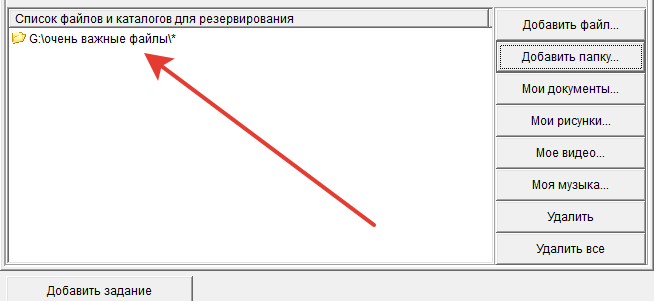 Список файлов и каталогов для резервирования
G:\очень важные файлы\*
Добавить файл...
Добавить папку...
Мои документы...
Мои рисунки...
Мое видео...
Моя музыка...
Удалить
Удалить все
Добавить задание